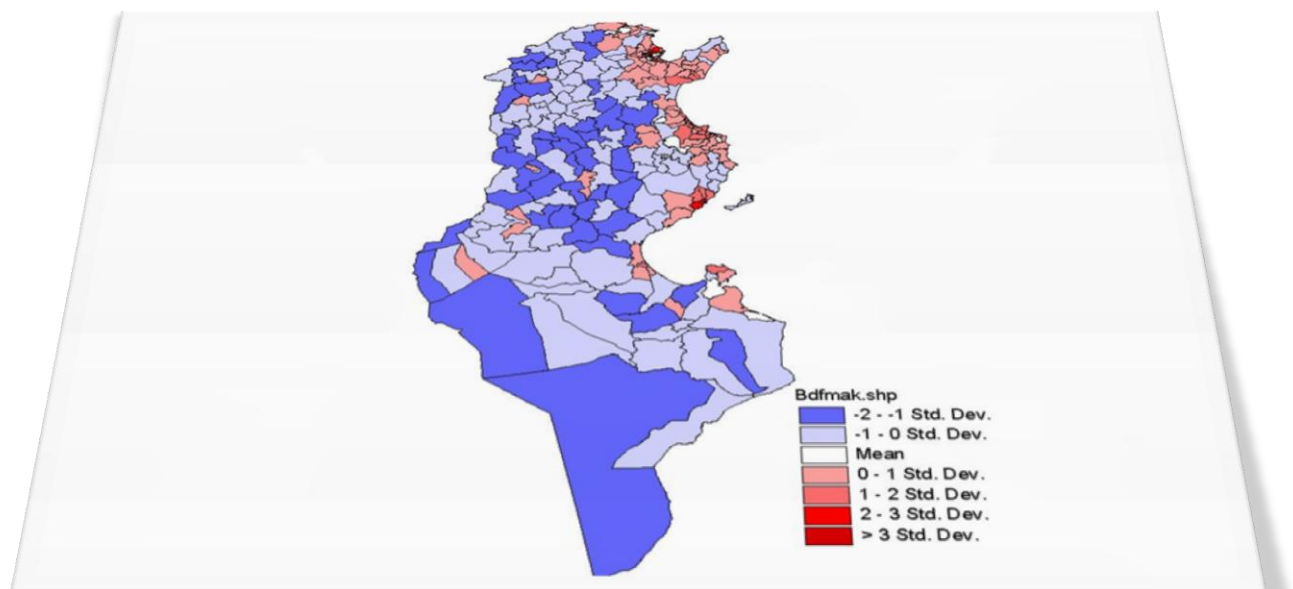 Bdfmak.shp
-2 - -1 Std. Dev.
-1 - 0 Std. Dev.
Mean
0 - 1 Std. Dev.
1 - 2 Std. Dev.
2 - 3 Std. Dev.
> 3 Std. Dev.